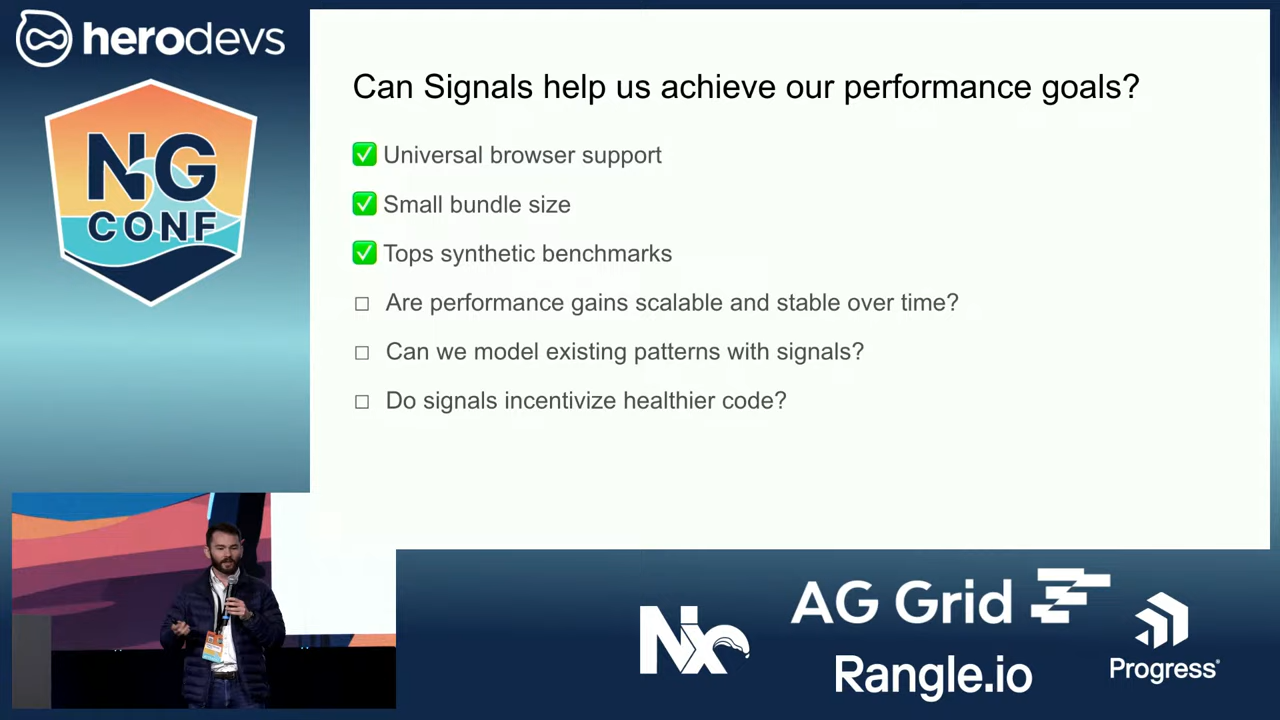 herodevs
NG
CONF
Can Signals help us achieve our performance goals?
✅ Universal browser support
✅ Small bundle size
✅ Tops synthetic benchmarks
☐ Are performance gains scalable and stable over time?
☐ Can we model existing patterns with signals?
☐ Do signals incentivize healthier code?
Nx
AG Grid
Rangle.io
Progress®